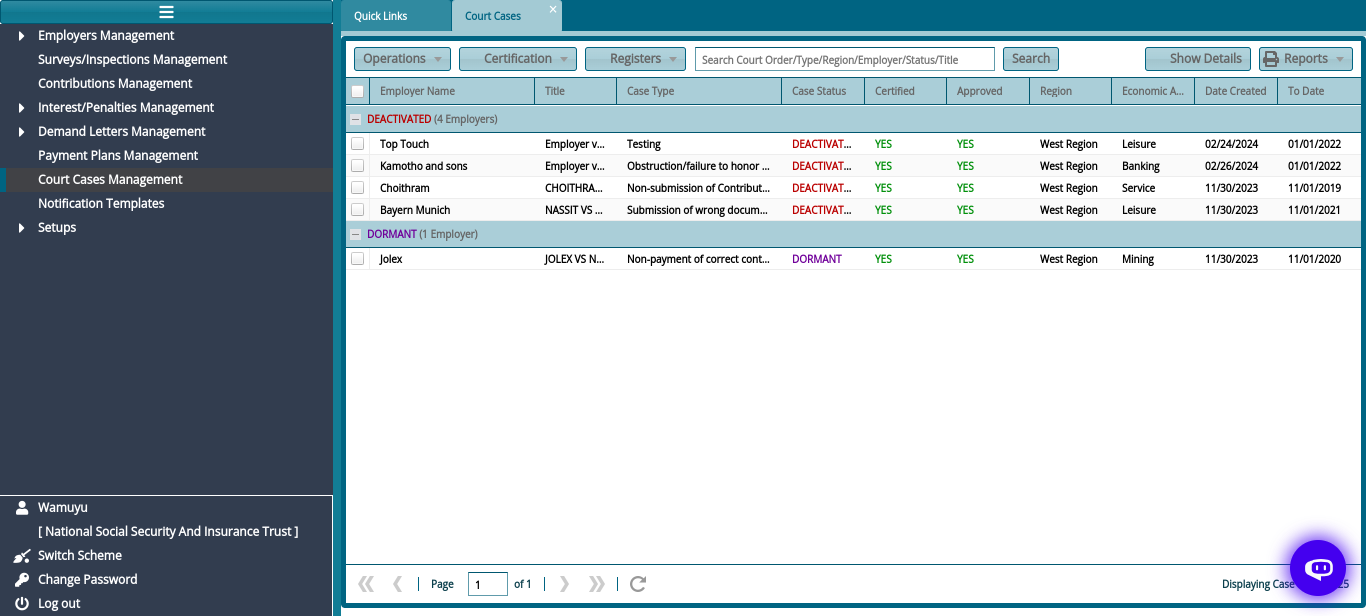 Quick Links
Court Cases
Employers Management
Surveys/Inspections Management
Contributions Management
Interest/Penalties Management
Demand Letters Management
Payment Plans Management
Court Cases Management
Notification Templates
Setups
Wamuyu
[ National Social Security And Insurance Trust ]
Switch Scheme
Change Password
Log out
Operations Certification Registers Search Court Order/Type/Region/Employer/Status/Title Search Show Details Reports
Employer Name Title Case Type Case Status Certified Approved Region Economic A... Date Created To Date
DEACTIVATED (4 Employers)
Top Touch Employer v... Testing DEACTIVAT... YES YES West Region Leisure 02/24/2024 01/01/2022
Kamotho and sons Employer v... Obstruction/failure to honor ... DEACTIVAT... YES YES West Region Banking 02/26/2024 01/01/2022
Choithram CHOITHRA... Non-submission of Contribut... DEACTIVAT... YES YES West Region Service 11/30/2023 11/01/2019
Bayern Munich NASSIT VS ... Submission of wrong docum... DEACTIVAT... YES YES West Region Leisure 11/30/2023 11/01/2021
DORMANT (1 Employer)
Jolex JOLEX VS N... Non-payment of correct cont... DORMANT YES YES West Region Mining 11/30/2023 11/01/2020
Page 1 of 1
Displaying Case 5